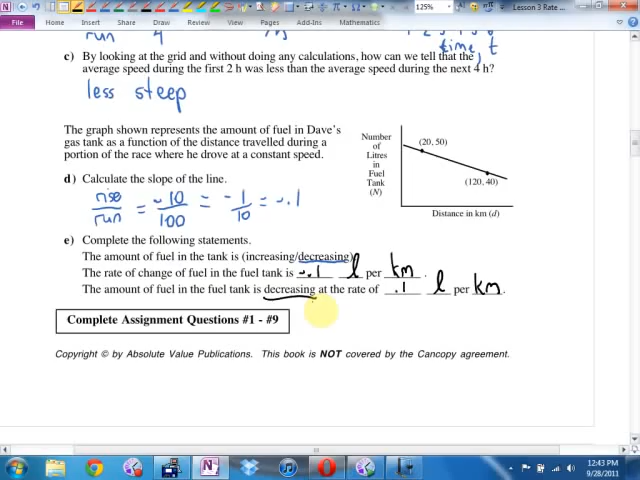 125%
Lesson 3 Rate ...
Insert
Draw
View
Mathematics
run 4
time, t
c) By looking at the grid and without doing any calculations, how can we tell that the
average speed during the first 2 h was less than the average speed during the next 4 h?
less steep
The graph shown represents the amount of fuel in Dave's
gas tank as a function of the distance travelled during a
portion of the race where he drove at a constant speed.
Number
of
Litres
in
Fuel
Tank
(N)
(20, 50)
(120, 40)
Distance in km (d)
d) Calculate the slope of the line.
rise/run = -10/100 = -1/10 = -.1
e) Complete the following statements.
The amount of fuel in the tank is (increasing/decreasing)
The rate of change of fuel in the fuel tank is -.1 l per km.
The amount of fuel in the fuel tank is decreasing at the rate of .1 l per km.
Complete Assignment Questions #1 - #9
Copyright © by Absolute Value Publications. This book is NOT covered by the Cancopy agreement.
12:43 PM
9/28/2011